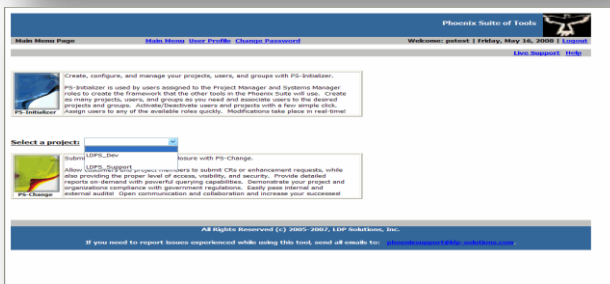 Phoenix Suite of Tools
Main Menu Page Main Menu User Profile Change Password Welcome: pstest | Friday, May 16, 2008 | Logout
Live Support Help
Create, configure, and manage your projects, users, and groups with PS-Initializer.
PS-Initializer is used by users assigned to the Project Manager and Systems Manager
roles to create the framework that the other tools in the Phoenix Suite will use. Create
as many projects, users, and groups as you need and associate users to the desired
projects and groups. Activate/Deactivate users and projects with a few simple click.
Assign users to any of the available roles quickly. Modifications take place in real-time!
PS-Initializer
Select a project:
LDPS_Dev
LDPS_Support
Subm losure with PS-Change.
Allow customers and project members to submit CRs or enhancement requests, while
also providing the proper level of access, visibility, and security. Provide detailed
reports on-demand with powerful querying capabilities. Demonstrate your project and
organizations compliance with government regulations. Easily pass internal and
external audits! Open communication and collaboration and increase your successes!
PS-Change
All Rights Reserved (c) 2005-2007, LDP Solutions, Inc.
If you need to report issues experienced while using this tool, send all emails to: phoenixsupport@ldp-solutions.com.